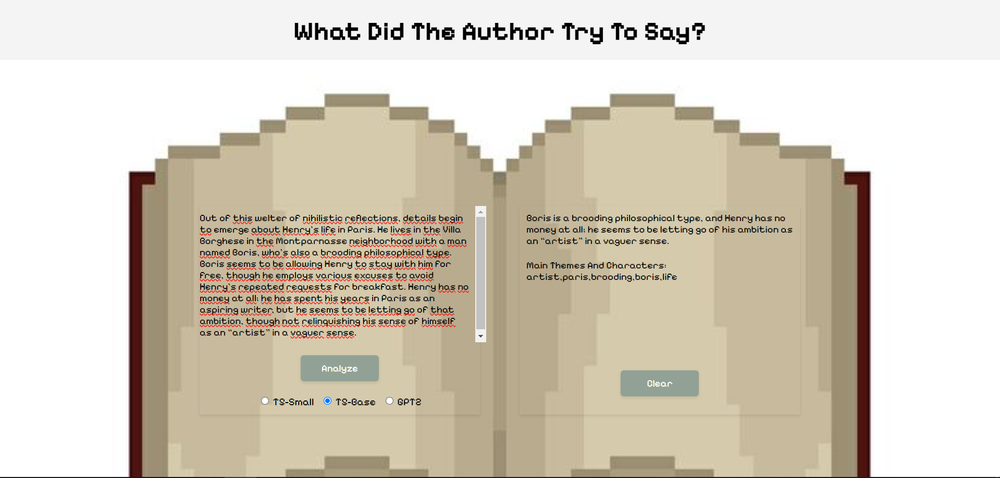 What Did The Author Try To Say?
Out of this welter of nihilistic reflections, details begin
to emerge about Henry's life in Paris. He lives in the Villa
Borghese in the Montparnasse neighborhood with a man
named Boris, who's also a brooding philosophical type.
Boris seems to be allowing Henry to stay with him for
free, though he employs various excuses to avoid
Henry's repeated requests for breakfast. Henry has no
money at all; he has spent his years in Paris as an
aspiring writer, but he seems to be letting go of that
ambition, though not relinquishing his sense of himself
as an “artist” in a vaguer sense.
Analyze
T5-Small T5-Base GPT2
Boris is a brooding philosophical type, and Henry has no
money at all; he seems to be letting go of his ambition as
an “artist” in a vaguer sense.
Main Themes And Characters:
artist,paris,brooding,boris,life
Clear